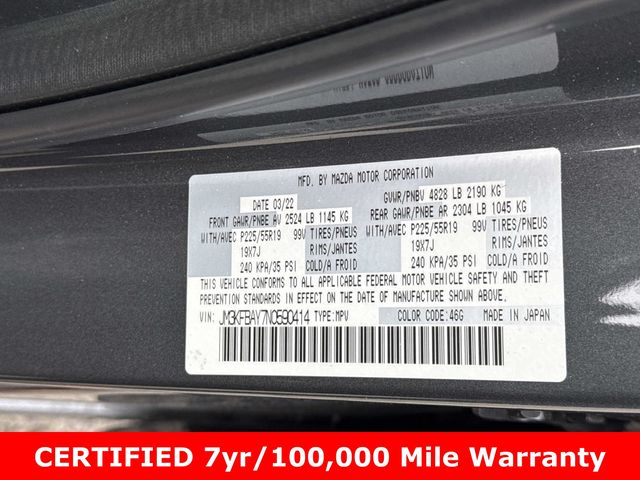 MFD. BY MAZDA MOTOR CORPORATION
DATE 03/22 GVWR/PNBV 4828 LB 2190 KG
FRONT GAWR/PNBE AV 2524 LB 1145 KG REAR GAWR/PNBE AR 2304 LB 1045 KG
WITH/AVEC P225/55R19 99V TIRES/PNEUS WITH/AVEC P225/55R19 99V TIRES/PNEUS
19X7J RIMS/JANTES 19X7J RIMS/JANTES
240 KPA/35 PSI COLD/A FROID 240 KPA/35 PSI COLD/A FROID
THIS VEHICLE CONFORMS TO ALL APPLICABLE FEDERAL MOTOR VEHICLE SAFETY AND THEFT
PREVENTION STANDARDS IN EFFECT ON THE DATE OF MANUFACTURE SHOWN ABOVE.
VIN: JM3KFBAY7N0590414 TYPE:MPV COLOR CODE:46G MADE IN JAPAN
CERTIFIED 7yr/100,000 Mile Warranty